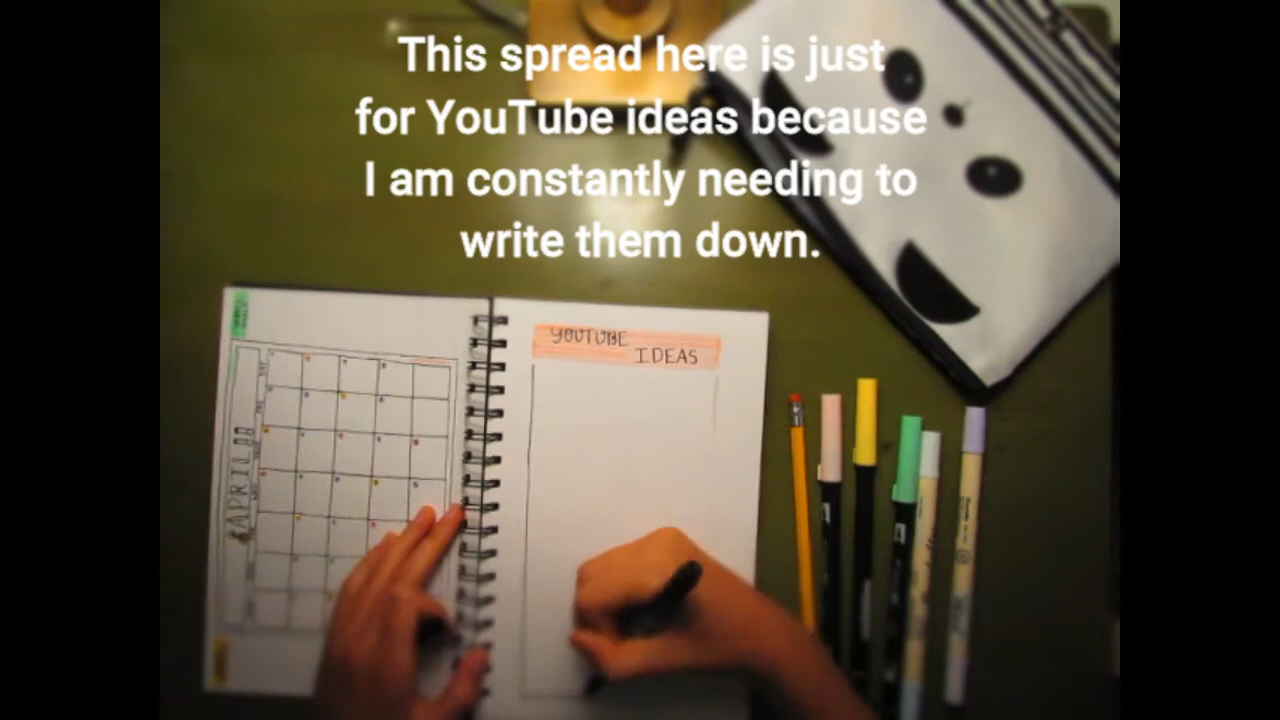 This spread here is just
for YouTube ideas because
I am constantly needing to
write them down.
YOUTUBE
IDEAS
APRIL